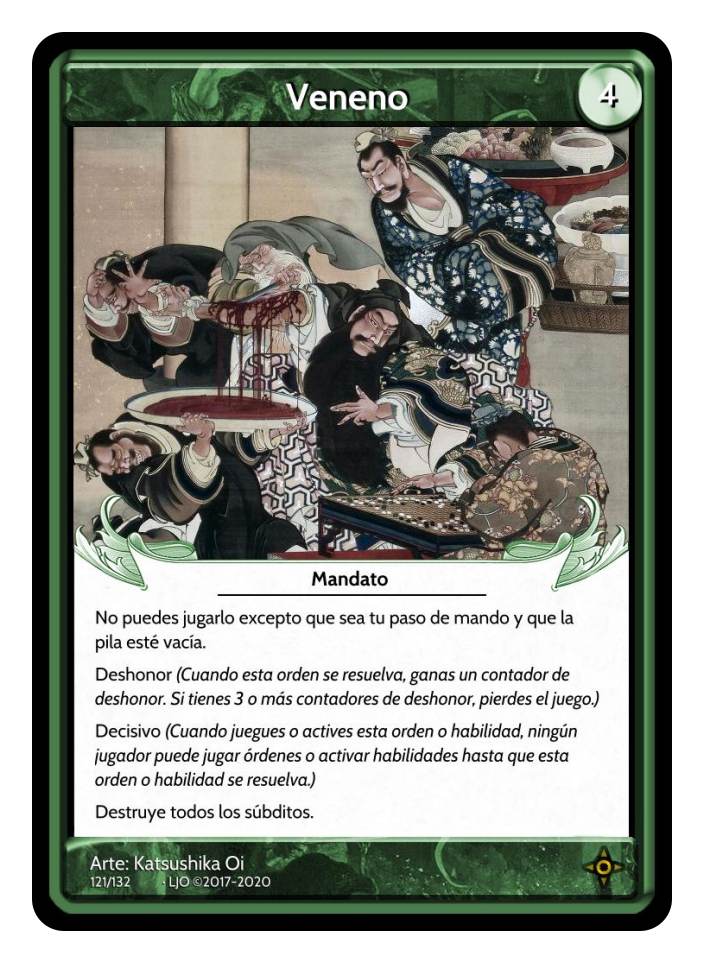 Veneno
4
Mandato
No puedes jugarlo excepto que sea tu paso de mando y que la
pila esté vacía.
Deshonor (Cuando esta orden se resuelva, ganas un contador de
deshonor. Si tienes 3 o más contadores de deshonor, pierdes el juego.)
Decisivo (Cuando juegues o actives esta orden o habilidad, ningún
jugador puede jugar órdenes o activar habilidades hasta que esta
orden o habilidad se resuelva.)
Destruye todos los súbditos.
Arte: Katsushika Oi
121/132 · LJO ©2017-2020